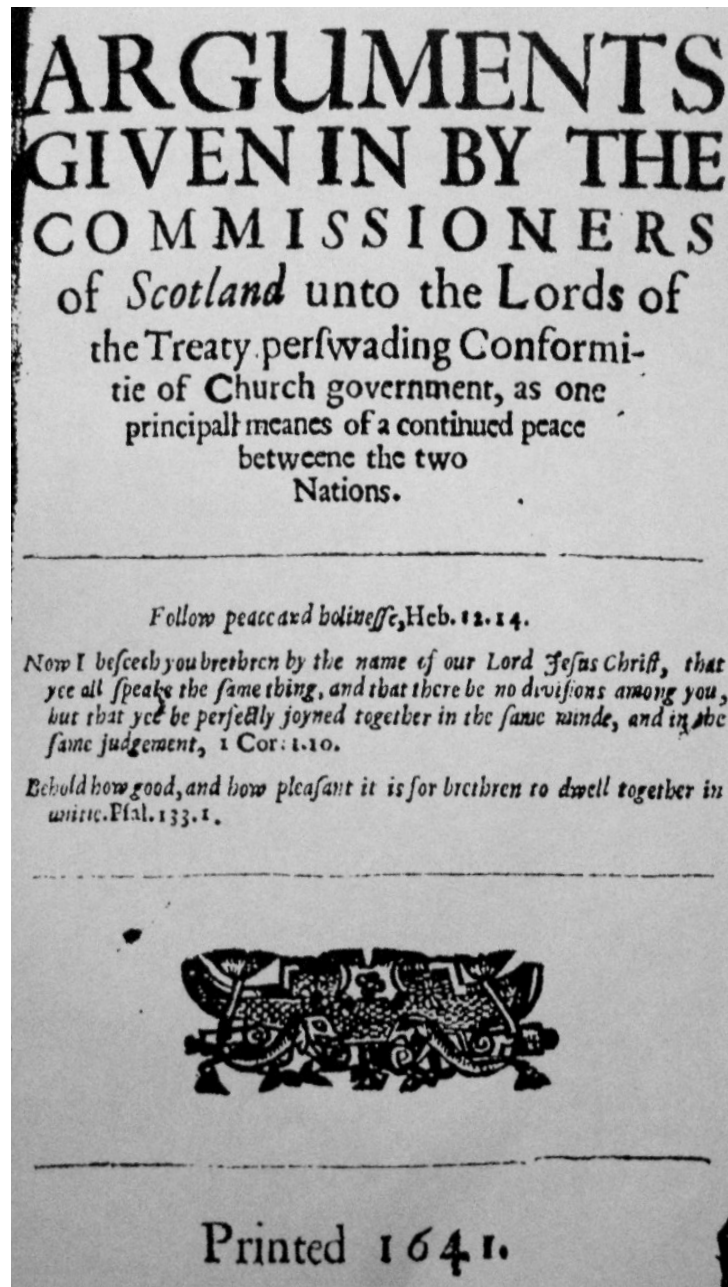 ARGUMENTS
GIVEN IN BY THE
COMMISSIONERS
of Scotland unto the Lords of
the Treaty perſwading Conformi-
tie of Church government, as one
principall meanes of a continued peace
betweene the two
Nations.
Follow peace and holineſſe, Heb. 12. 14.
Now I beſeech you brethren by the name of our Lord Jeſus Chriſt, that
yee all ſpeake the ſame thing, and that there be no diviſions among you,
but that yee be perfectly joyned together in the ſame minde, and in the
ſame judgement, 1 Cor. 1.10.
Behold how good, and how pleaſant it is for brethren to dwell together in
unitie. Pſal. 133. 1.
Printed 1641.